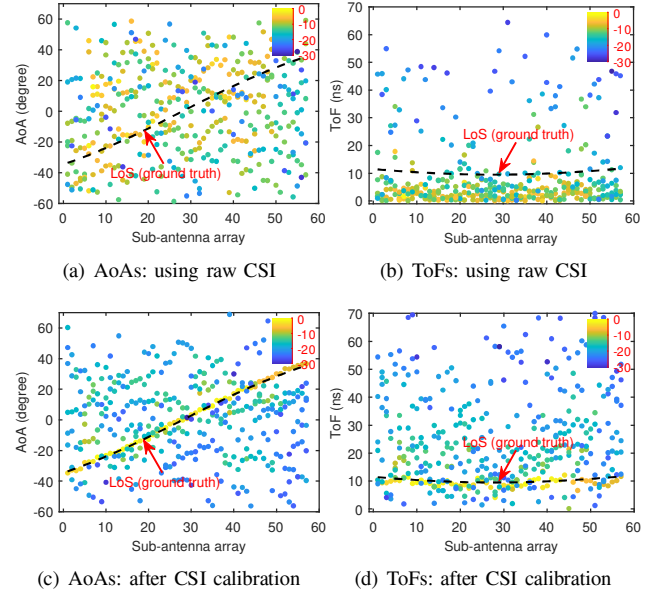 60
40
20
0
-20
-40
-60
AoA (degree)
0
-10
-20
-30
LoS (ground truth)
0 10 20 30 40 50 60
Sub-antenna array
(a) AoAs: using raw CSI
70
60
50
40
30
20
10
0
ToF (ns)
0
-10
-20
-30
LoS (ground truth)
0 10 20 30 40 50 60
Sub-antenna array
(b) ToFs: using raw CSI
60
40
20
0
-20
-40
-60
AoA (degree)
0
-10
-20
-30
LoS (ground truth)
0 10 20 30 40 50 60
Sub-antenna array
(c) AoAs: after CSI calibration
70
60
50
40
30
20
10
0
ToF (ns)
0
-10
-20
-30
LoS (ground truth)
0 10 20 30 40 50 60
Sub-antenna array
(d) ToFs: after CSI calibration